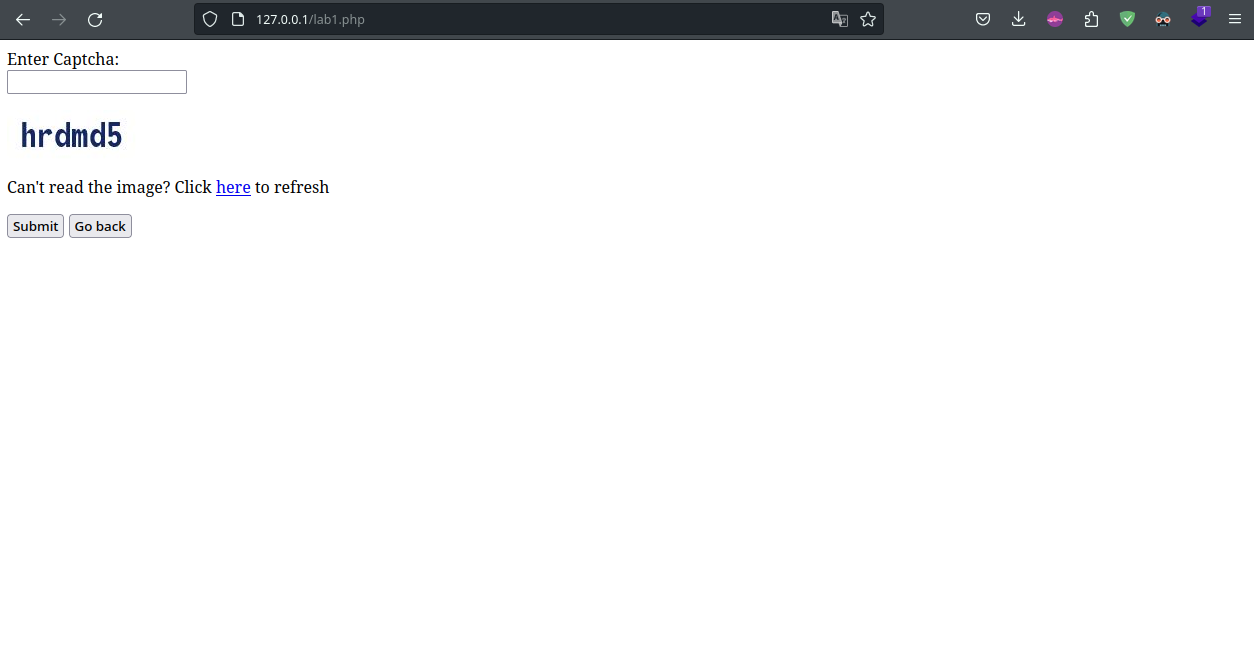 127.0.0.1/lab1.php
1
Enter Captcha:
hrdmd5
Can't read the image? Click here to refresh
Submit Go back